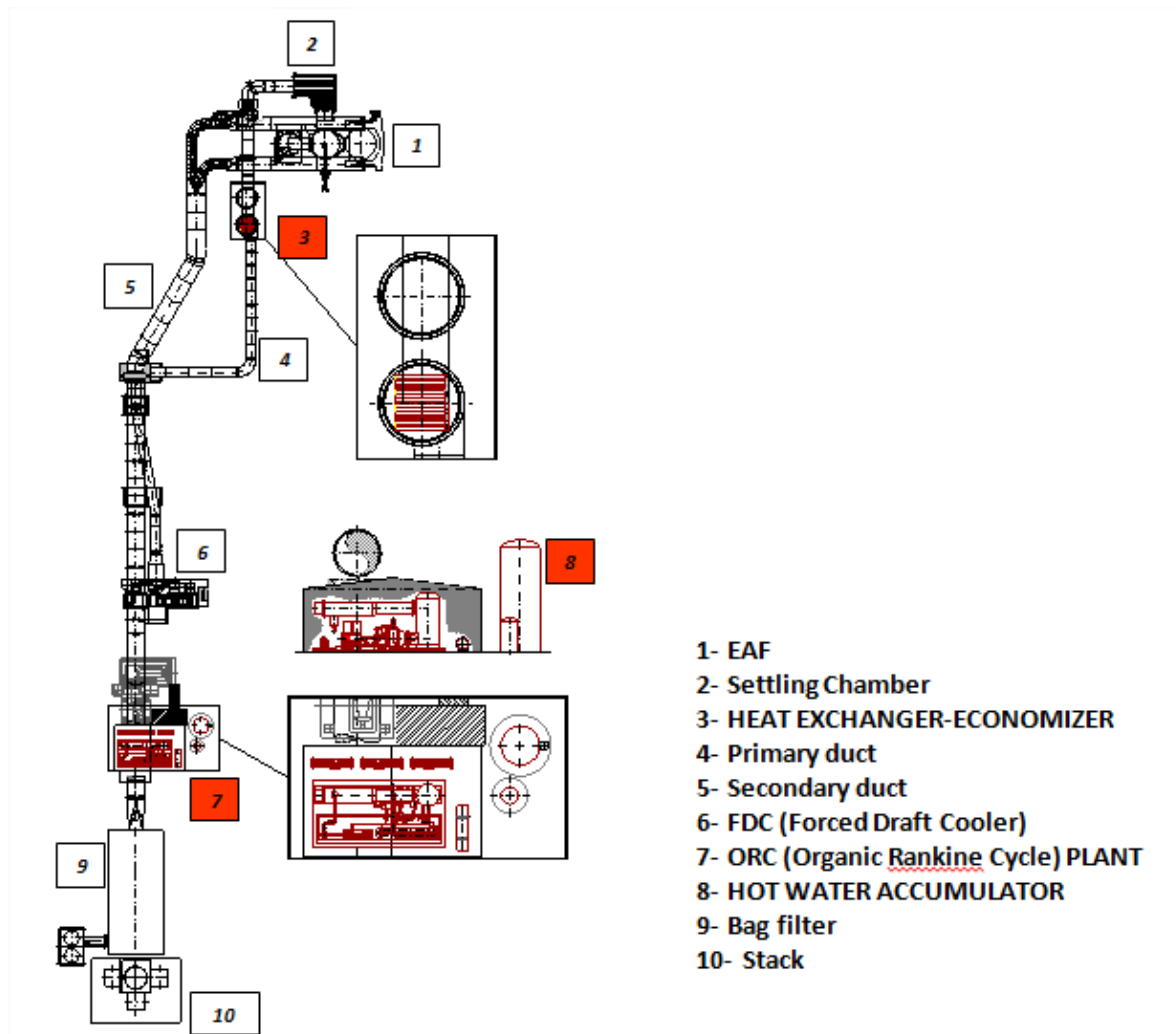 2
1
3
5
4
6
8
7
9
10
1- EAF
2- Settling Chamber
3- HEAT EXCHANGER-ECONOMIZER
4- Primary duct
5- Secondary duct
6- FDC (Forced Draft Cooler)
7- ORC (Organic Rankine Cycle) PLANT
8- HOT WATER ACCUMULATOR
9- Bag filter
10- Stack